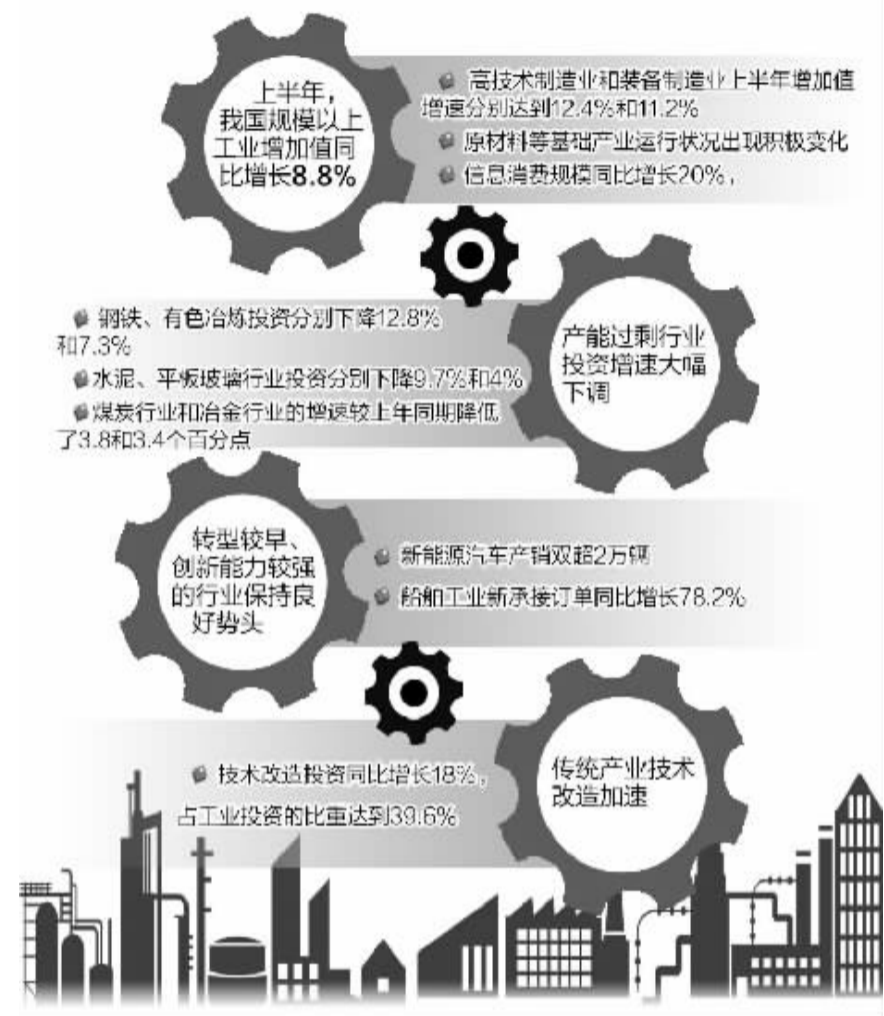 上半年，
我国规模以上
工业增加值同
比增长8.8%
高技术制造业和装备制造业上半年增加值
增速分别达到12.4%和11.2%
原材料等基础产业运行状况出现积极变化
信息消费规模同比增长20%，
产能过剩行业
投资增速大幅
下调
钢铁、有色冶炼投资分别下降12.8%
和7.3%
水泥、平板玻璃行业投资分别下降9.7%和4%
煤炭行业和冶金行业的增速较上年同期降低
了3.8和3.4个百分点
转型较早、
创新能力较强
的行业保持良
好势头
新能源汽车产销双超2万辆
船舶工业新承接订单同比增长78.2%
传统产业技术
改造加速
技术改造投资同比增长18%，
占工业投资的比重达到39.6%